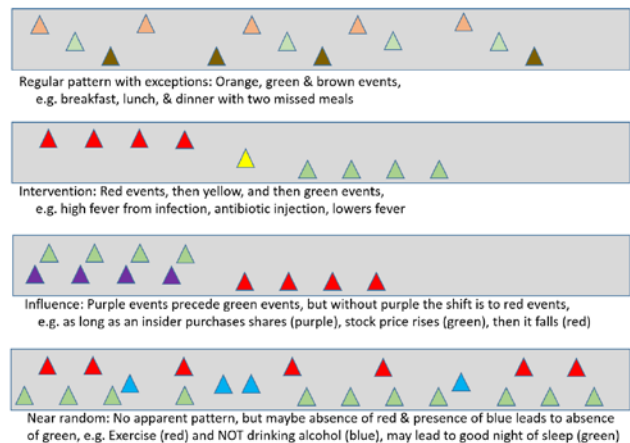 Regular pattern with exceptions: Orange, green & brown events,
e.g. breakfast, lunch, & dinner with two missed meals
Intervention: Red events, then yellow, and then green events,
e.g. high fever from infection, antibiotic injection, lowers fever
Influence: Purple events precede green events, but without purple the shift is to red events,
e.g. as long as an insider purchases shares (purple), stock price rises (green), then it falls (red)
Near random: No apparent pattern, but maybe absence of red & presence of blue leads to absence
of green, e.g. Exercise (red) and NOT drinking alcohol (blue), may lead to good night of sleep (green)